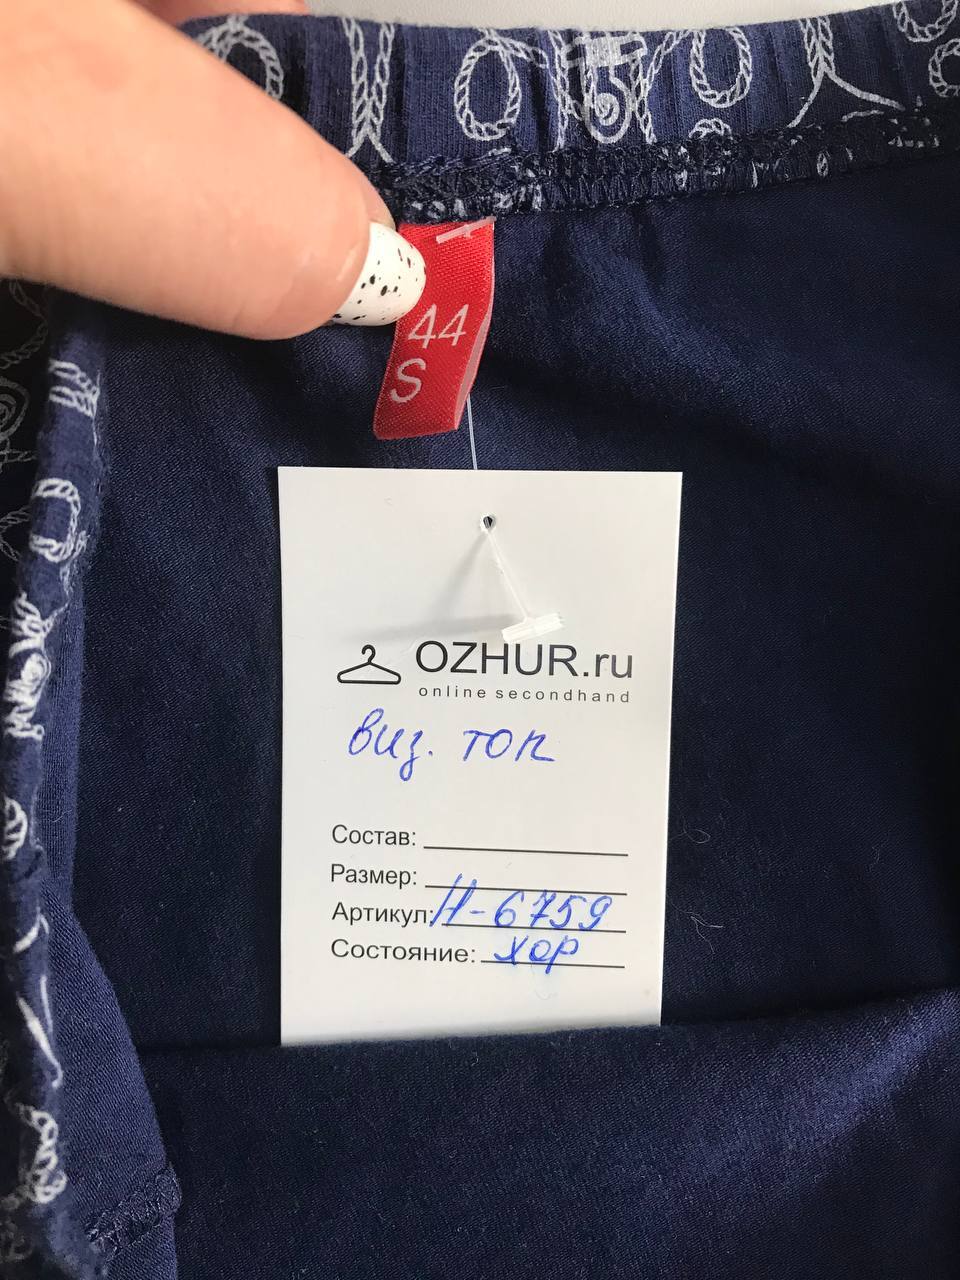 44
S
OZHUR.ru
online secondhand
виз. топ
Состав:
Размер:
Артикул: Н-6759
Состояние: хор